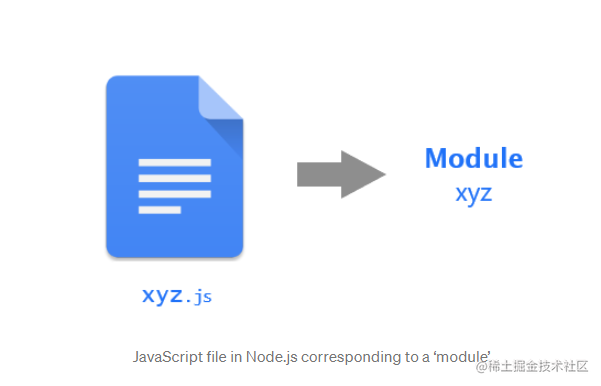 Module
xyz
xyz.js
JavaScript file in Node.js corresponding to a ‘module’
@稀土掘金技术社区